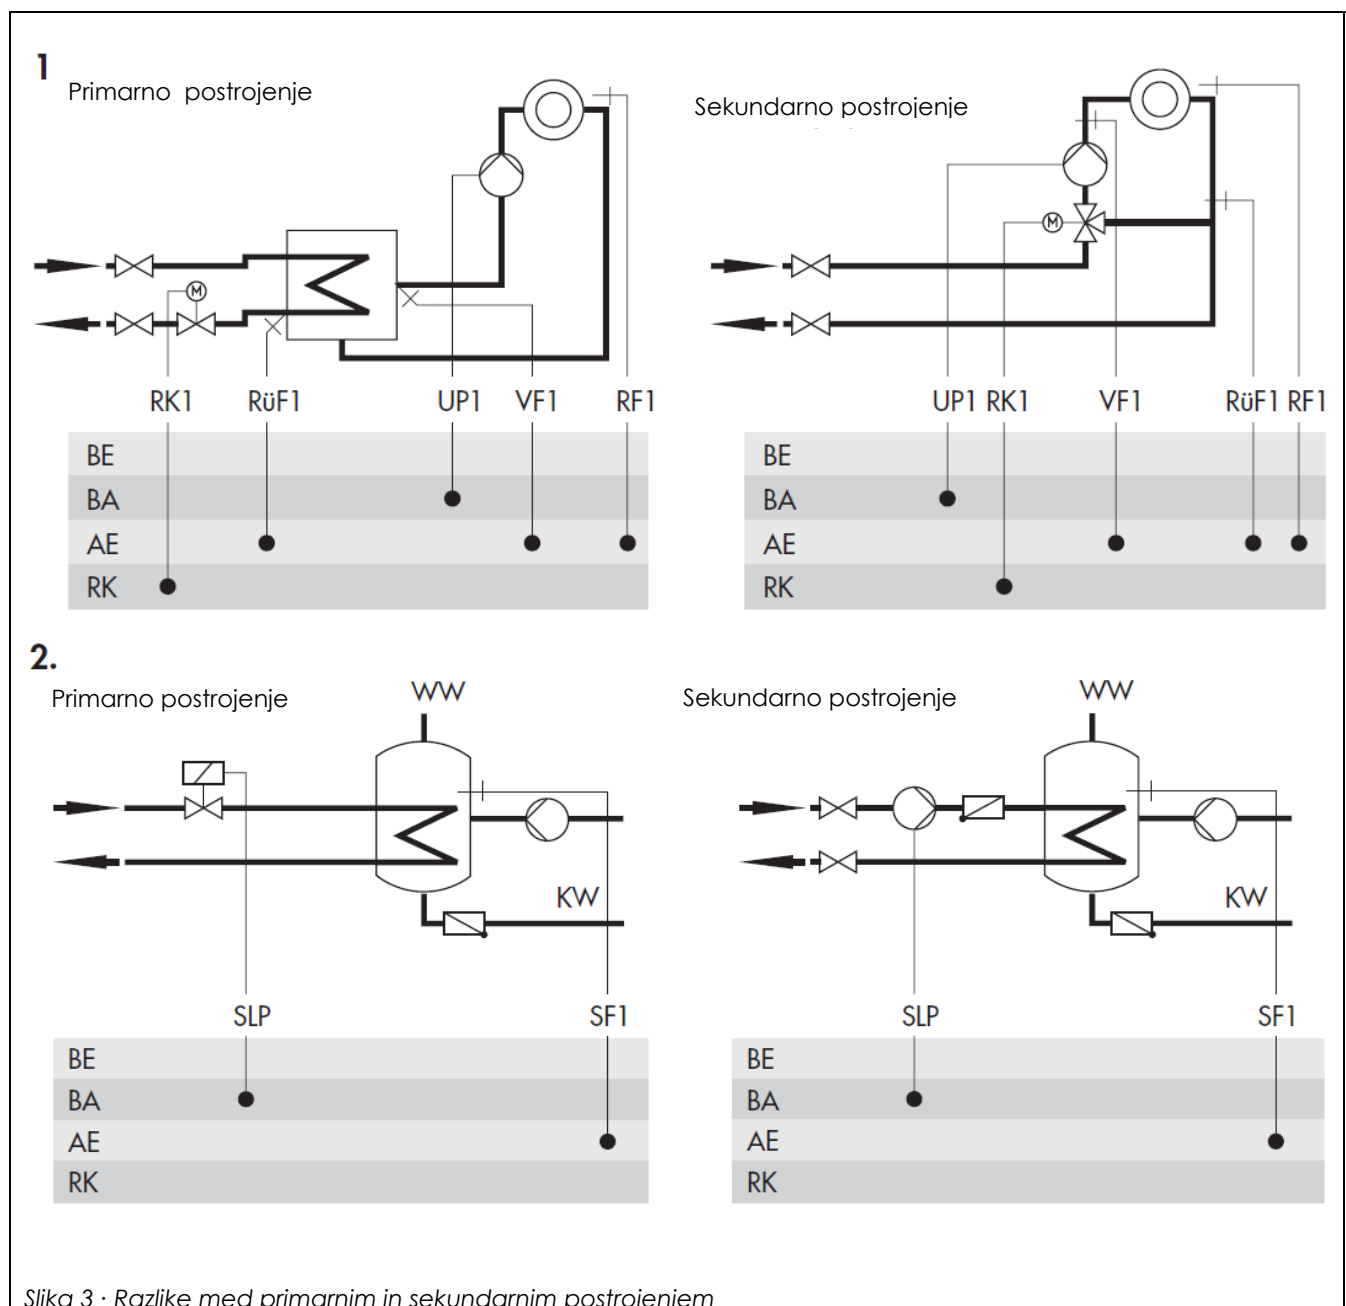 1
Primarno postrojenje
Sekundarno postrojenje
M
M
RK1 RüF1 UP1 VF1 RF1
UP1 RK1 VF1 RüF1 RF1
BE
BA
AE
RK
BE
BA
AE
RK
2.
Primarno postrojenje
WW
KW
Sekundarno postrojenje
WW
KW
SLP SF1
SLP SF1
BE
BA
AE
RK
BE
BA
AE
RK
Slika 3 · Razlike med primarnim in sekundarnim postrojenjem